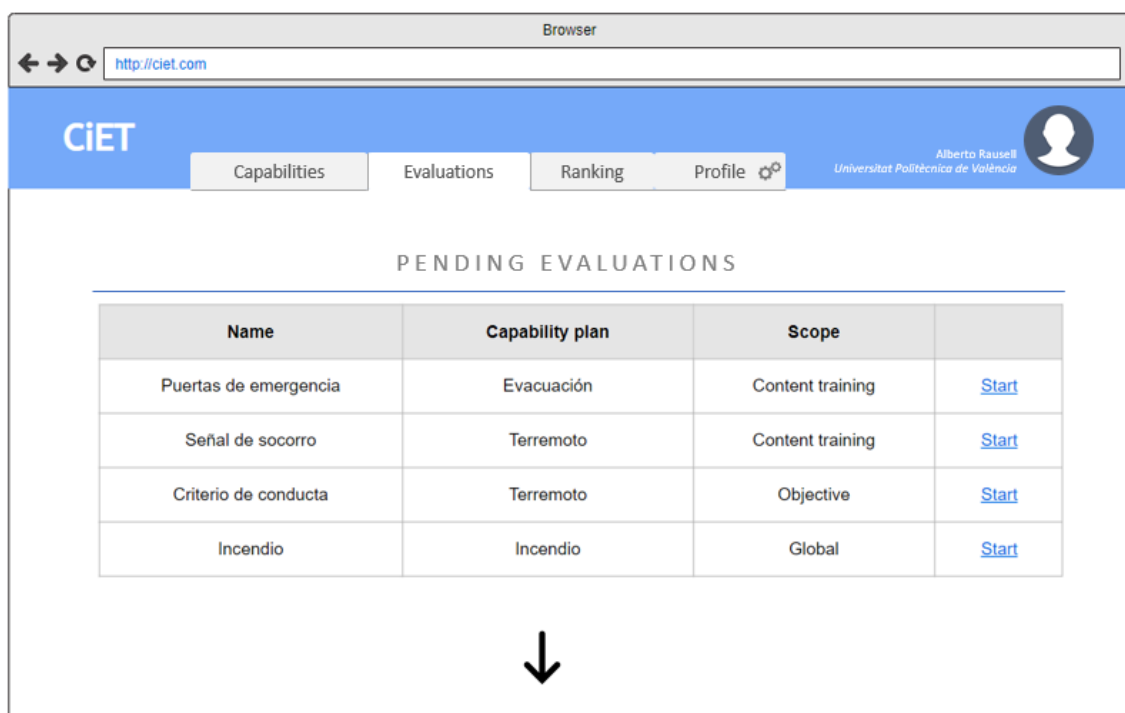 Browser
http://ciet.com
CiET
Capabilities Evaluations Ranking Profile
Alberto Rausell
Universitat Politècnica de València
PENDING EVALUATIONS
Name Capability plan Scope
Puertas de emergencia Evacuación Content training Start
Señal de socorro Terremoto Content training Start
Criterio de conducta Terremoto Objective Start
Incendio Incendio Global Start